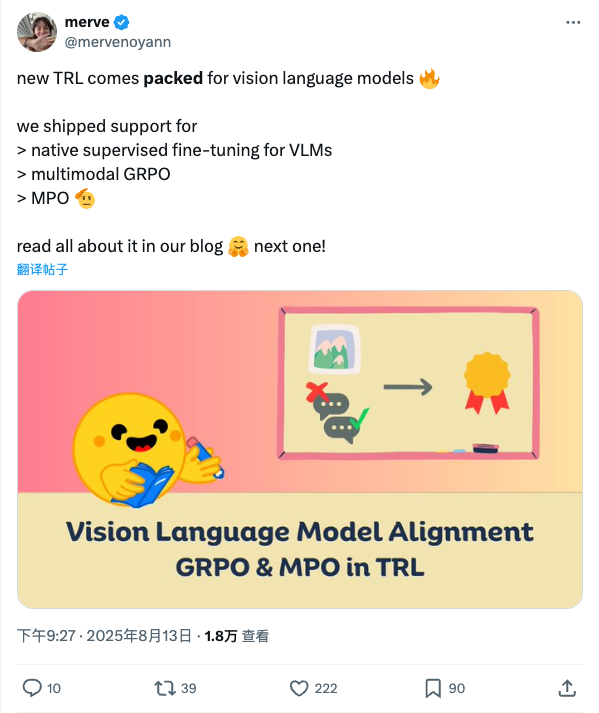 merve
@mervenoyann
new TRL comes packed for vision language models 🔥
we shipped support for
> native supervised fine-tuning for VLMs
> multimodal GRPO
> MPO 🫡
read all about it in our blog 🤗 next one!
翻译帖子
Vision Language Model Alignment
GRPO & MPO in TRL
下午9:27 · 2025年8月13日 · 1.8万 查看
10 39 222 90